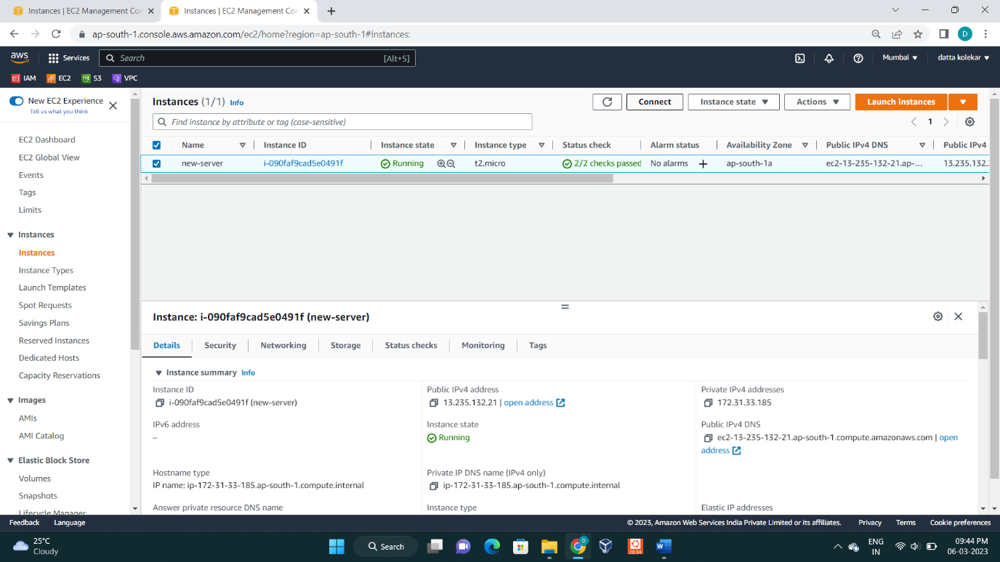 Instances | EC2 Management Con
Instances | EC2 Management Con
ap-south-1.console.aws.amazon.com/ec2/home?region=ap-south-1#Instances:
D
aws
Services
Search
[Alt+S]
Mumbai
datta kolekar
IAM
EC2
S3
VPC
New EC2 Experience
Tell us what you think
EC2 Dashboard
EC2 Global View
Events
Tags
Limits
Instances
Instances
Instance Types
Launch Templates
Spot Requests
Savings Plans
Reserved Instances
Dedicated Hosts
Capacity Reservations
Images
AMIs
AMI Catalog
Elastic Block Store
Volumes
Snapshots
Lifecycle Manager
Instances (1/1) Info
Connect
Instance state
Actions
Launch instances
Find instance by attribute or tag (case-sensitive)
1
Name
Instance ID
Instance state
Instance type
Status check
Alarm status
Availability Zone
Public IPv4 DNS
Public IPv4
new-server
i-090faf9cad5e0491f
Running
t2.micro
2/2 checks passed
No alarms
ap-south-1a
ec2-13-235-132-21.ap-...
13.235.132.
Instance: i-090faf9cad5e0491f (new-server)
Details
Security
Networking
Storage
Status checks
Monitoring
Tags
Instance summary Info
Instance ID
i-090faf9cad5e0491f (new-server)
Public IPv4 address
13.235.132.21 | open address
Private IPv4 addresses
172.31.33.185
IPv6 address
–
Instance state
Running
Public IPv4 DNS
ec2-13-235-132-21.ap-south-1.compute.amazonaws.com | open
address
Hostname type
IP name: ip-172-31-33-185.ap-south-1.compute.internal
Private IP DNS name (IPv4 only)
ip-172-31-33-185.ap-south-1.compute.internal
Answer private resource DNS name
Instance type
Elastic IP addresses
Feedback
Language
© 2023, Amazon Web Services India Private Limited or its affiliates.
Privacy
Terms
Cookie preferences
25°C
Cloudy
Search
D
20.04
W
ENG
IN
09:44 PM
06-03-2023